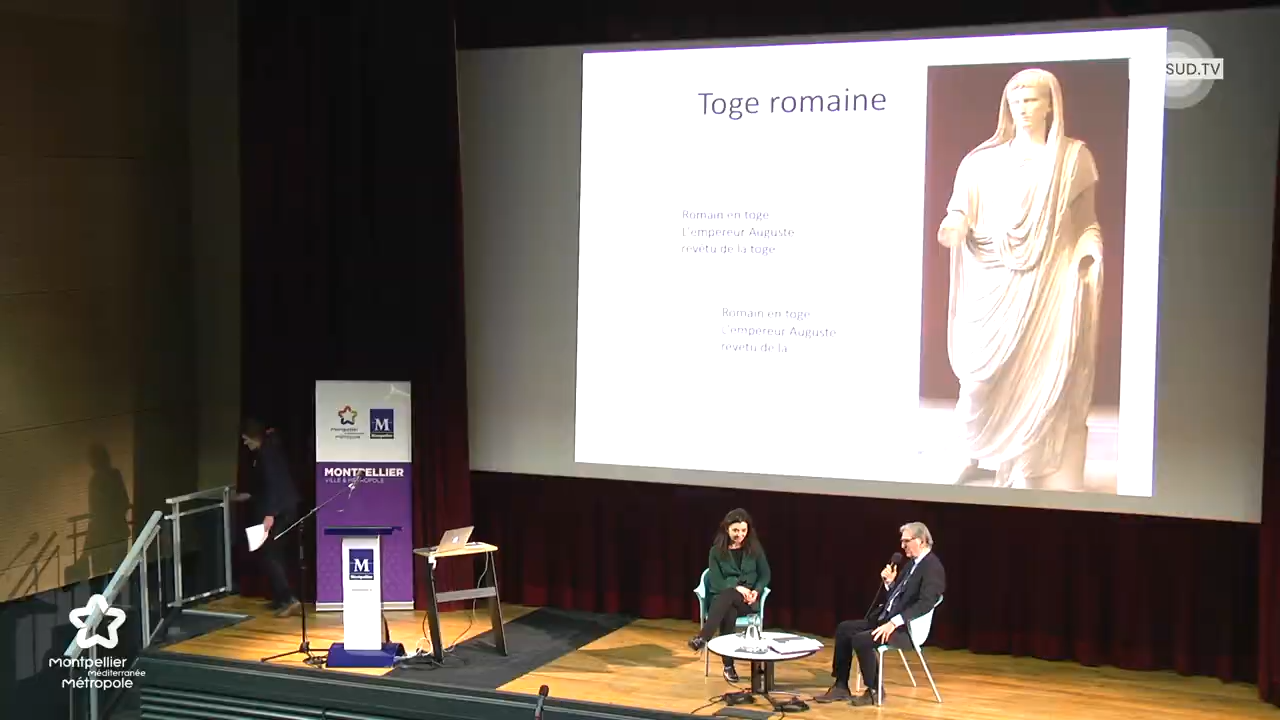 SUD.TV
Toge romaine
Romain en toge
L'empereur Auguste
revêtu de la toge
Romain en toge
L'empereur Auguste
revêtu de la
M
MONTPELLIER
VILLE & MÉTROPOLE
M
montpellier
méditerranée
métropole